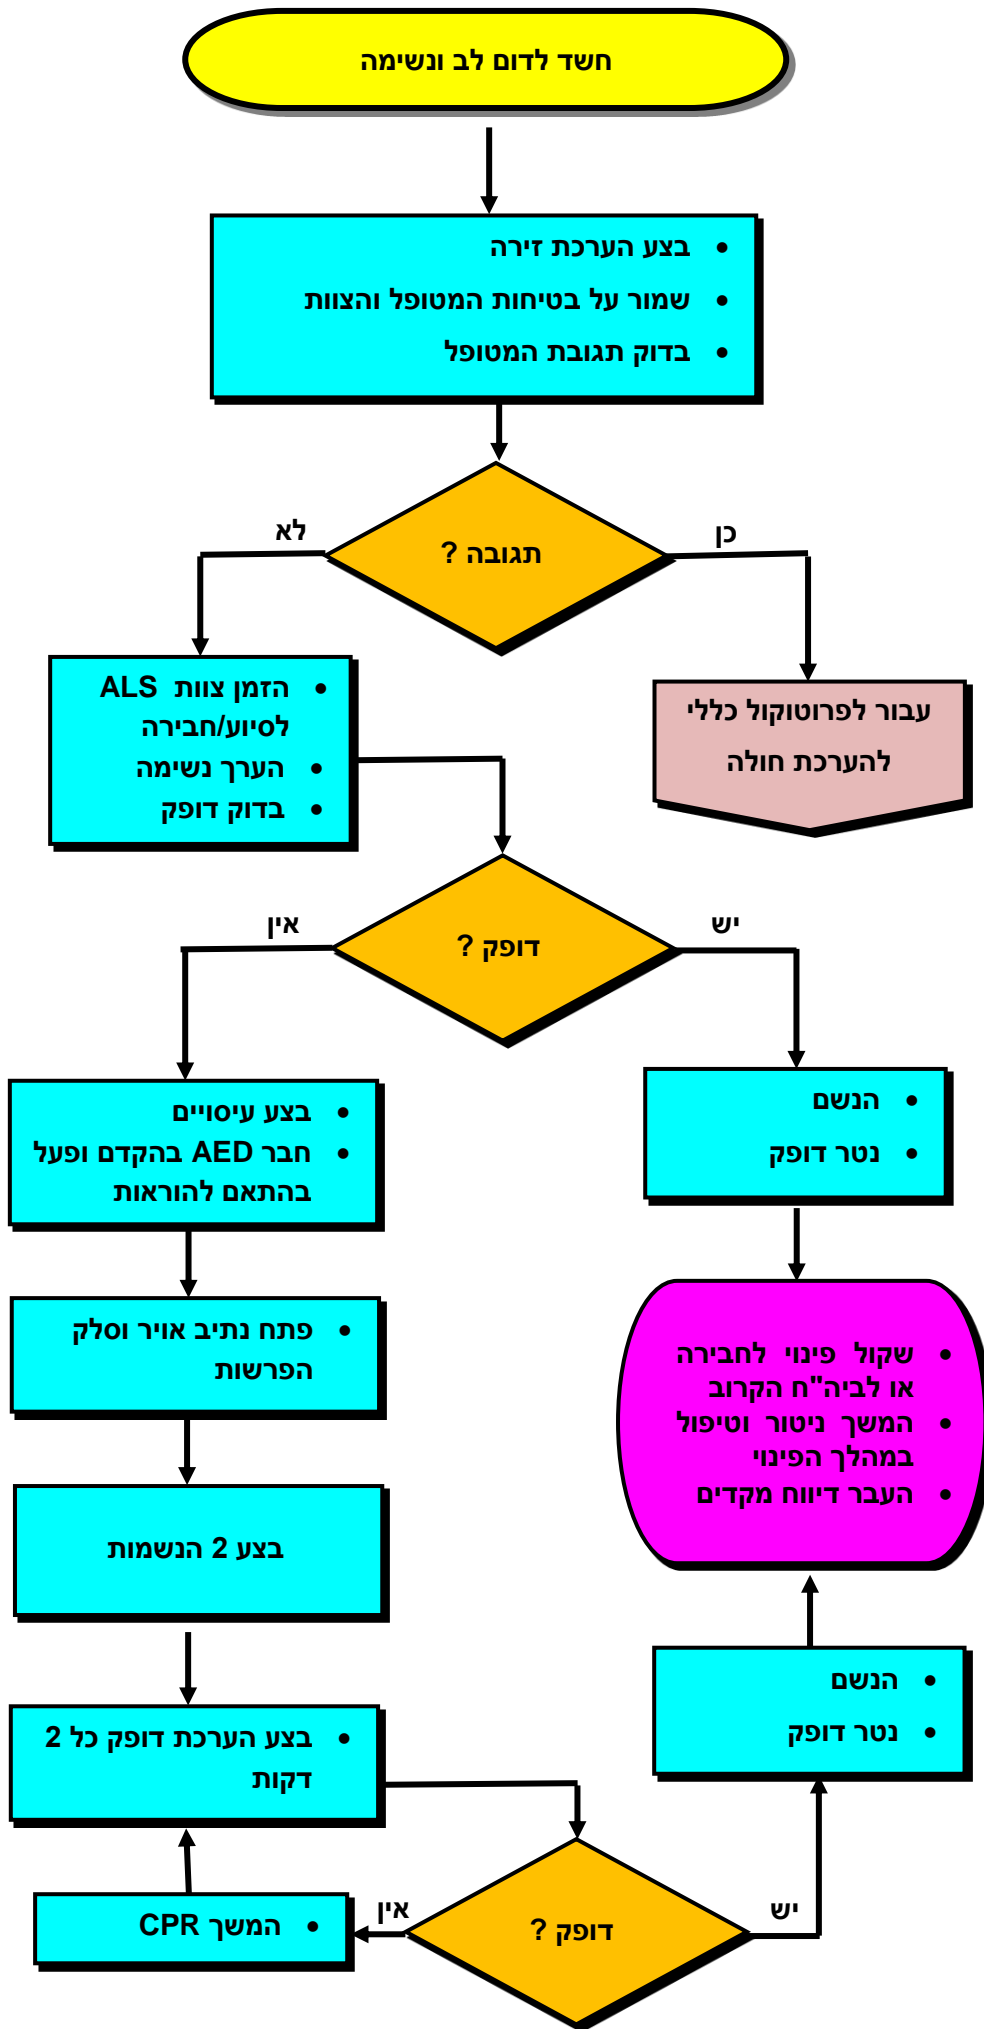 חשד לדום לב ונשימה
• בצע הערכת זירה
• שמור על בטיחות המטופל והצוות
• בדוק תגובת המטופל
תגובה ?
כן
לא
עבור לפרוטוקול כללי
להערכת חולה
• הזמן צוות ALS
לסיוע/חבירה
• הערך נשימה
• בדוק דופק
דופק ?
יש
אין
• הנשם
• נטר דופק
• בצע עיסויים
• חבר AED בהקדם ופעל
בהתאם להוראות
• פתח נתיב אויר וסלק
הפרשות
• שקול פינוי לחבירה
או לביה"ח הקרוב
• המשך ניטור וטיפול
במהלך הפינוי
• העבר דיווח מקדים
בצע 2 הנשמות
• הנשם
• נטר דופק
• בצע הערכת דופק כל 2
דקות
דופק ?
יש
אין
• המשך CPR